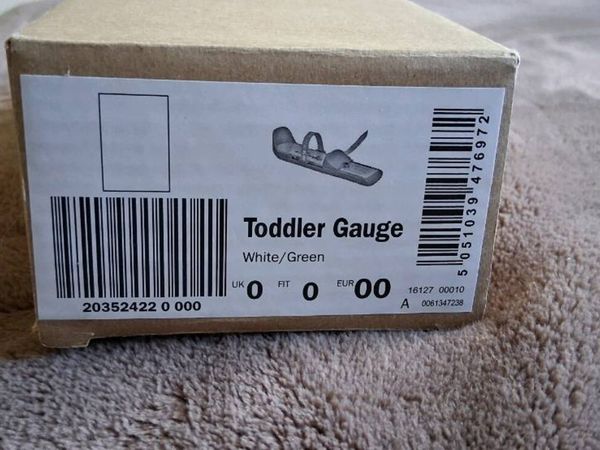 Toddler Gauge
White/Green
UK 0 FIT 0 EUR 00
20352422 0 000
5 051039 476972
16127 00010
A 0061347238